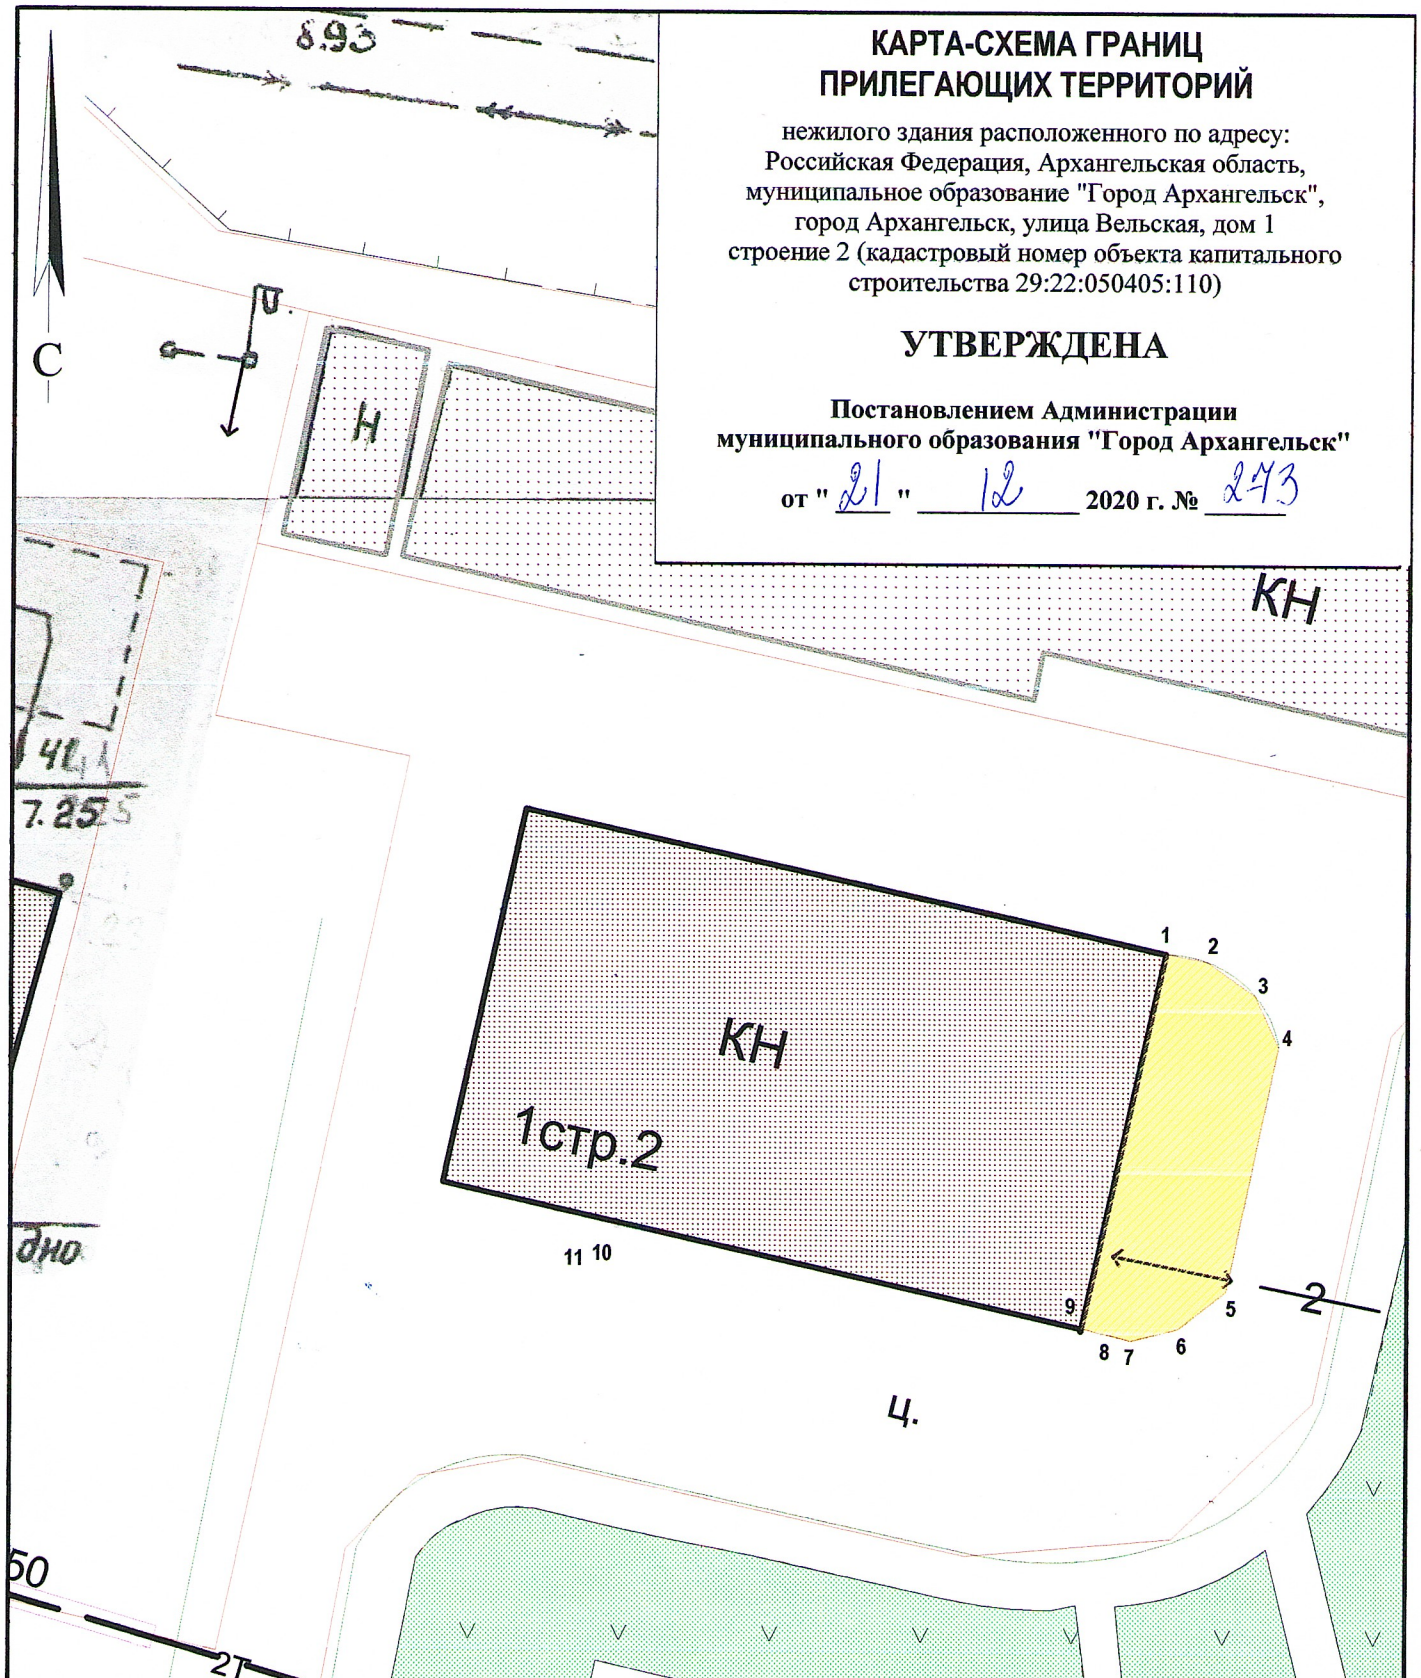 8.93
КАРТА-СХЕМА ГРАНИЦ
ПРИЛЕГАЮЩИХ ТЕРРИТОРИЙ
нежилого здания расположенного по адресу:
Российская Федерация, Архангельская область,
муниципальное образование "Город Архангельск",
город Архангельск, улица Вельская, дом 1
строение 2 (кадастровый номер объекта капитального
строительства 29:22:050405:110)
УТВЕРЖДЕНА
Постановлением Администрации
муниципального образования "Город Архангельск"
от " 21 " 12 2020 г. № 273
С
Н
КН
7.25
1
2
3
4
КН
1стр.2
дно
11 10
9
5
2
8 7
6
ц.
50
2Т